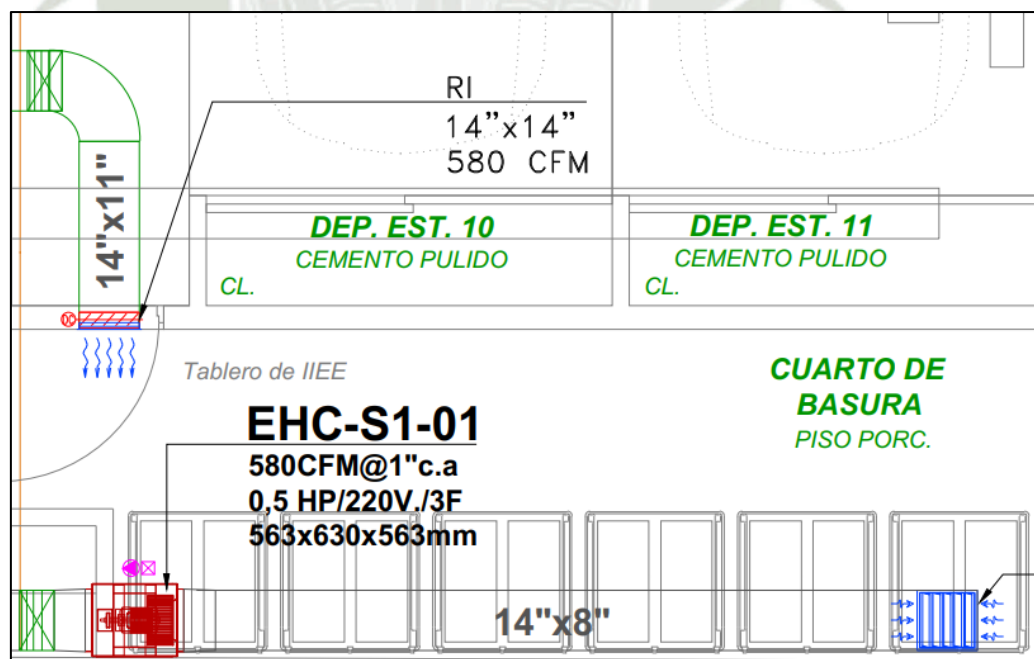 RI
14"x14"
580 CFM
14"x11"
DEP. EST. 10
CEMENTO PULIDO
CL.
DEP. EST. 11
CEMENTO PULIDO
CL.
Tablero de IIEE
CUARTO DE
BASURA
PISO PORC.
EHC-S1-01
580CFM@1"c.a
0,5 HP/220V./3F
563x630x563mm
14"x8"